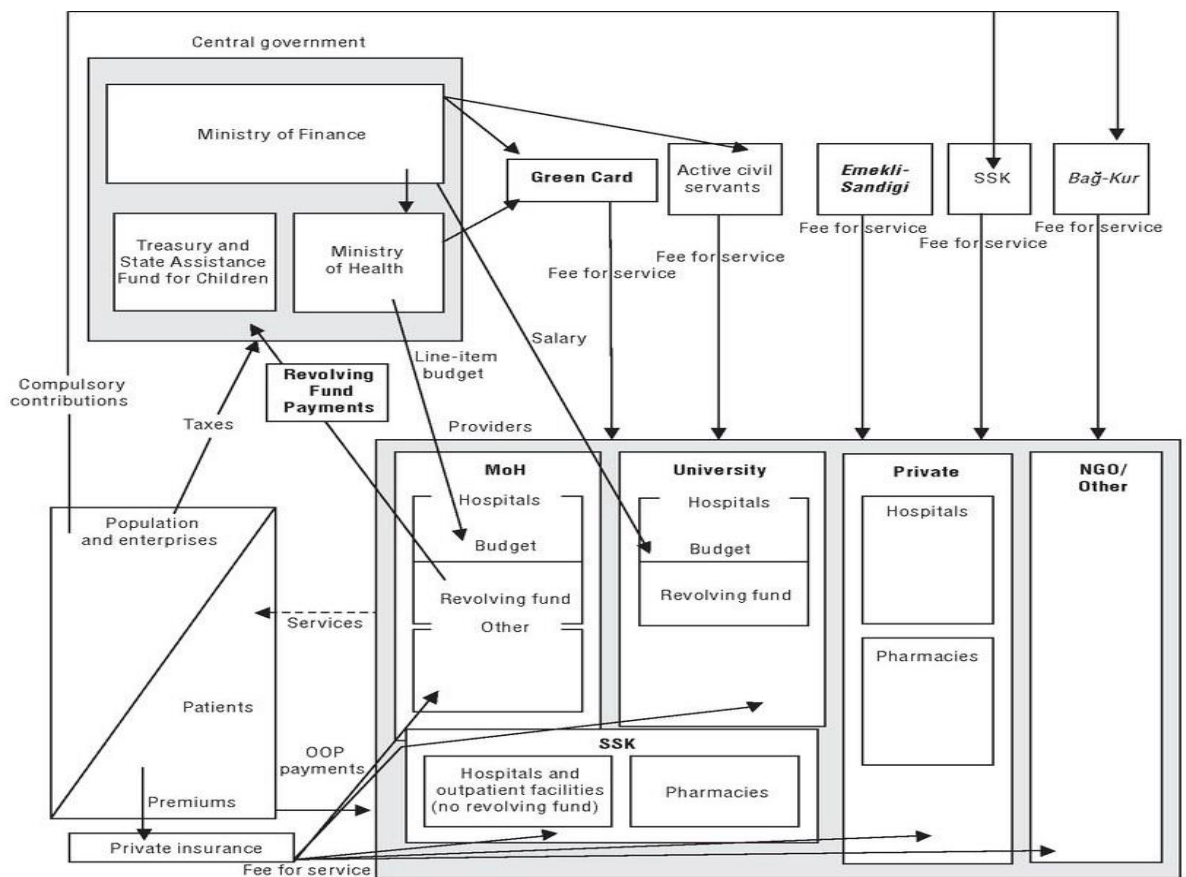 Central government
Ministry of Finance
Green Card
Active civil
servants
Emekli-
Sandigi
SSK
Bağ-Kur
Treasury and
State Assistance
Fund for Children
Ministry
of Health
Fee for service
Fee for service
Fee for service
Fee for service
Fee for service
Salary
Line-item
budget
Revolving
Fund
Payments
Compulsory
contributions
Taxes
Providers
MoH
Hospitals
Budget
Revolving fund
Other
University
Hospitals
Budget
Revolving fund
Private
Hospitals
Pharmacies
NGO/
Other
Population
and enterprises
Services
Patients
OOP
payments
Premiums
SSK
Hospitals and
outpatient facilities
(no revolving fund)
Pharmacies
Private insurance
Fee for service